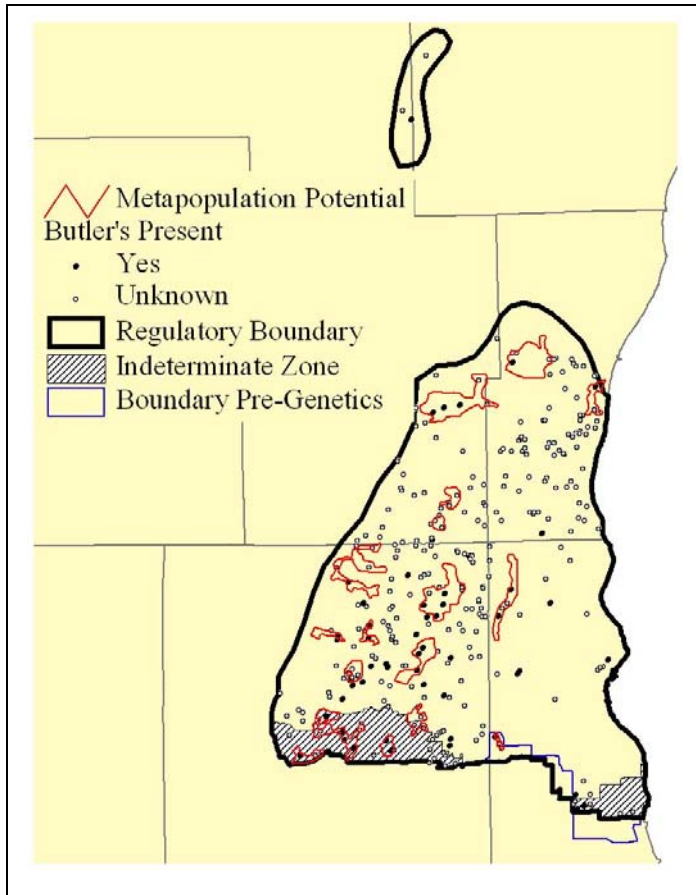 Metapopulation Potential
Butler's Present
Yes
Unknown
Regulatory Boundary
Indeterminate Zone
Boundary Pre-Genetics